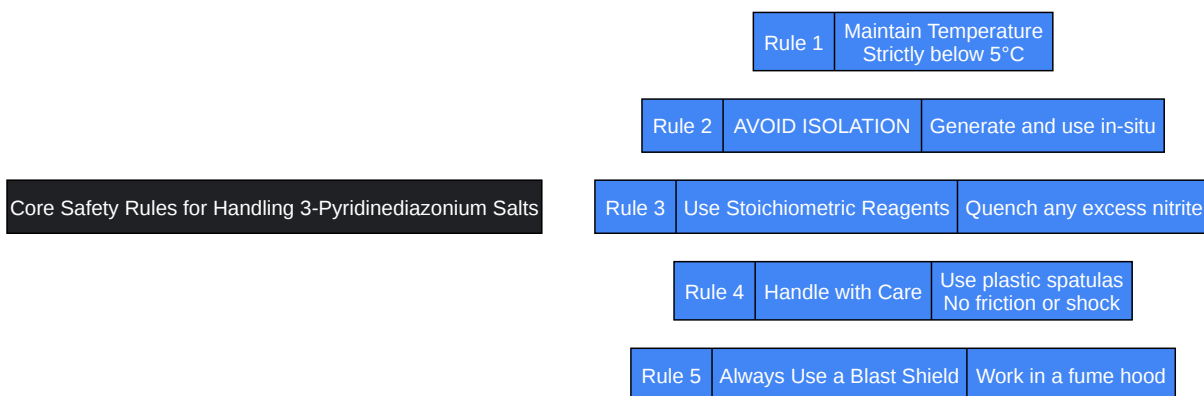 Core Safety Rules for Handling 3-Pyridinediazonium Salts
Rule 1
Maintain Temperature
Strictly below 5°C
Rule 2
AVOID ISOLATION
Generate and use in-situ
Rule 3
Use Stoichiometric Reagents
Quench any excess nitrite
Rule 4
Handle with Care
Use plastic spatulas
No friction or shock
Rule 5
Always Use a Blast Shield
Work in a fume hood